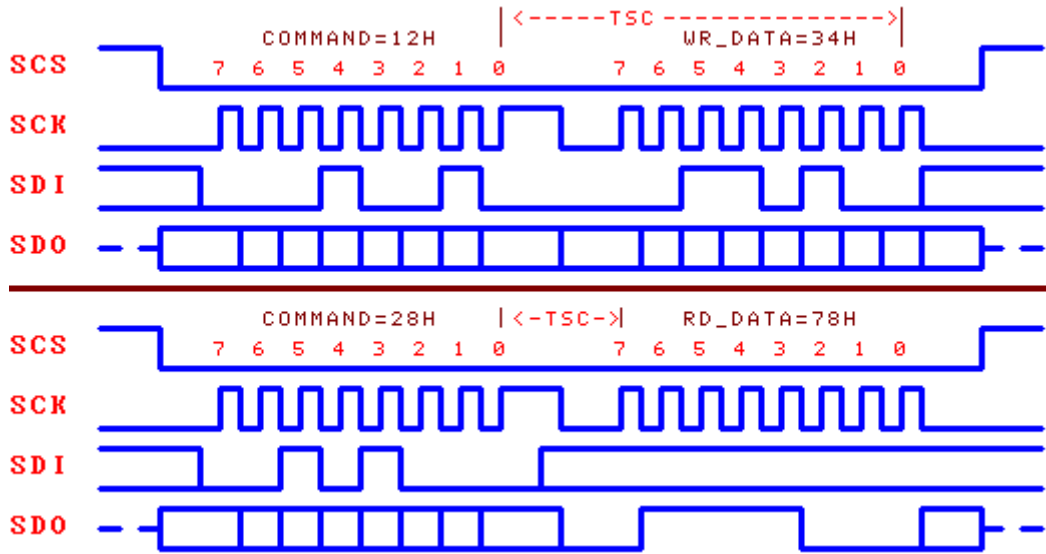 <-----TSC ------------->
COMMAND=12H WR_DATA=34H
SCS 7 6 5 4 3 2 1 0 7 6 5 4 3 2 1 0
SCK
SDI
SDO
COMMAND=28H <-TSC-> RD_DATA=78H
SCS 7 6 5 4 3 2 1 0 7 6 5 4 3 2 1 0
SCK
SDI
SDO